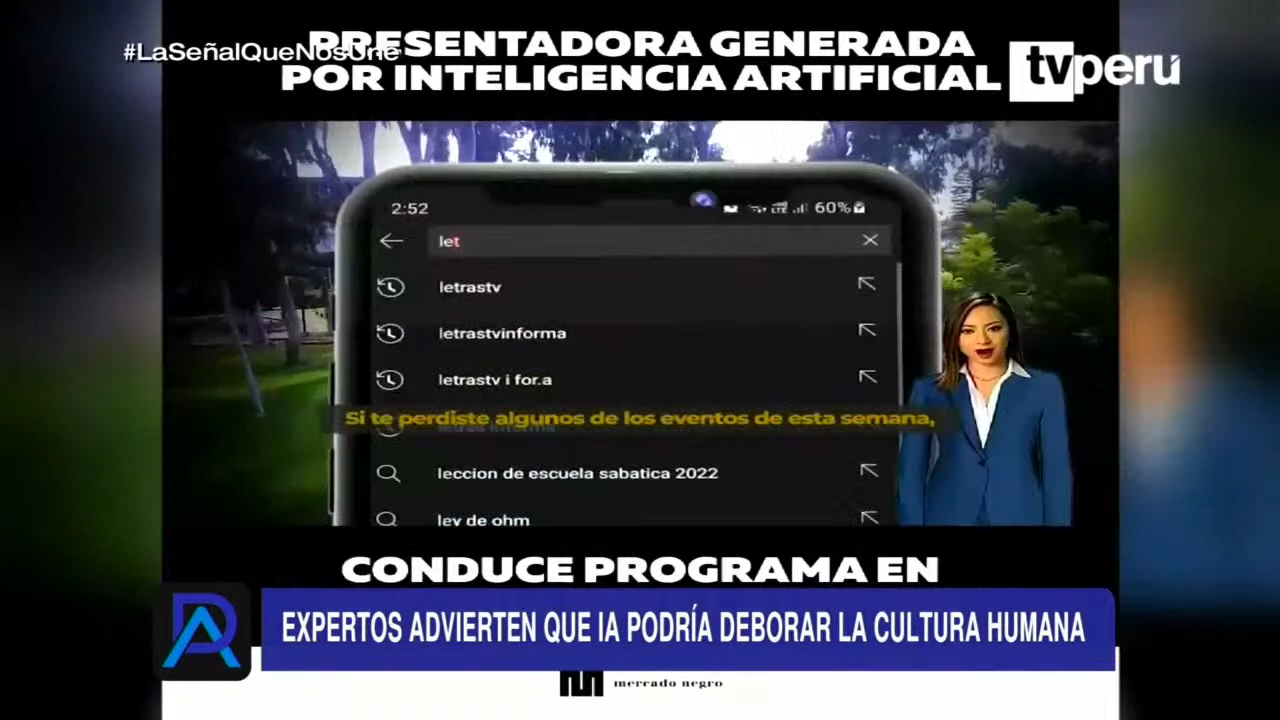 #LaSeñalQueNosUne
PRESENTADORA GENERADA
POR INTELIGENCIA ARTIFICIAL
tvperú
2:52
LTE
60%
let
letrastv
letrastvinforma
letrastv i for.a
Si te perdiste algunos de los eventos de esta semana,
leccion de escuela sabatica 2022
ley de ohm
CONDUCE PROGRAMA EN
EXPERTOS ADVIERTEN QUE IA PODRÍA DEBORAR LA CULTURA HUMANA
mercado negro